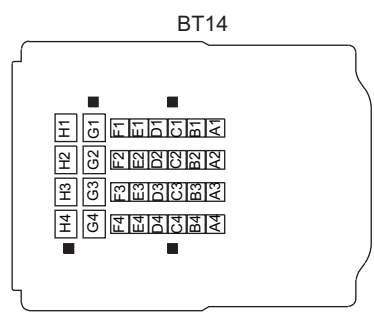 BT14
H1 G1 F1 E1 D1 C1 B1 A1
H2 G2 F2 E2 D2 C2 B2 A2
H3 G3 F3 E3 D3 C3 B3 A3
H4 G4 F4 E4 D4 C4 B4 A4